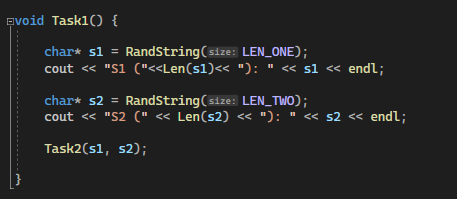 void Task1() {
char* s1 = RandString(size: LEN_ONE);
cout << "S1 ("<<Len(s1)<< "): " << s1 << endl;
char* s2 = RandString(size: LEN_TWO);
cout << "S2 (" << Len(s2) << "): " << s2 << endl;
Task2(s1, s2);
}